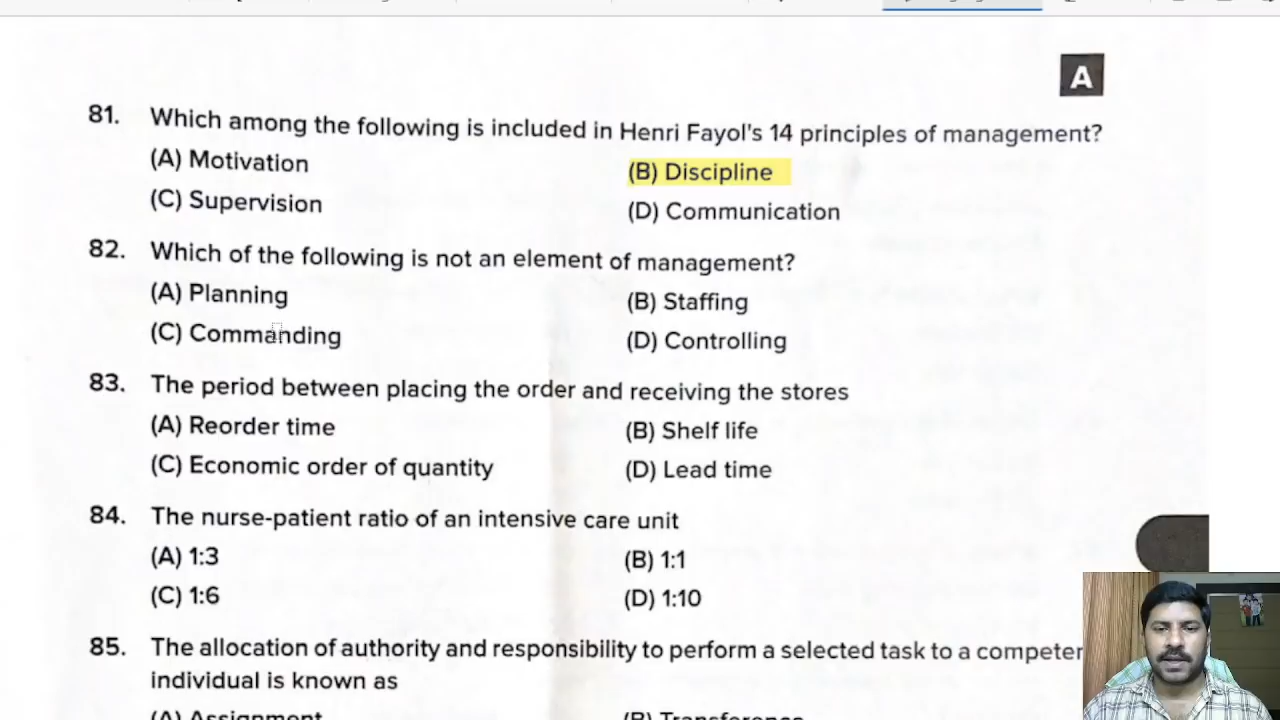 A
81. Which among the following is included in Henri Fayol's 14 principles of management?
(A) Motivation (B) Discipline
(C) Supervision (D) Communication
82. Which of the following is not an element of management?
(A) Planning (B) Staffing
(C) Commanding (D) Controlling
83. The period between placing the order and receiving the stores
(A) Reorder time (B) Shelf life
(C) Economic order of quantity (D) Lead time
84. The nurse-patient ratio of an intensive care unit
(A) 1:3 (B) 1:1
(C) 1:6 (D) 1:10
85. The allocation of authority and responsibility to perform a selected task to a competen
individual is known as
(A) Assignment (B) Transference